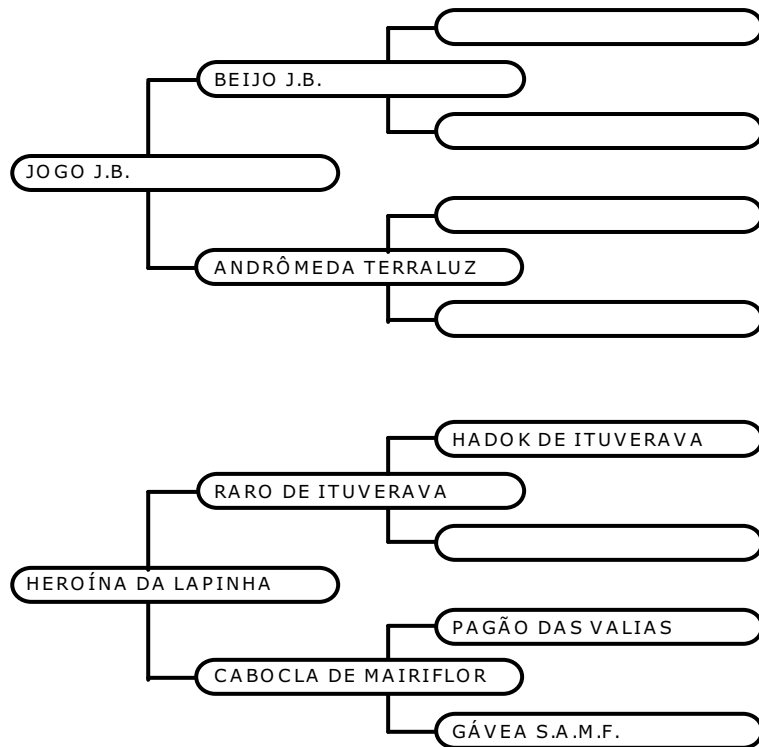 BEIJO J.B.
JOGO J.B.
ANDRÔMEDA TERRALUZ
HADOK DE ITUVERAVA
RARO DE ITUVERAVA
HEROÍNA DA LAPINHA
PAGÃO DAS VALIAS
CABOCLA DE MAIRIFLOR
GÁVEA S.A.M.F.